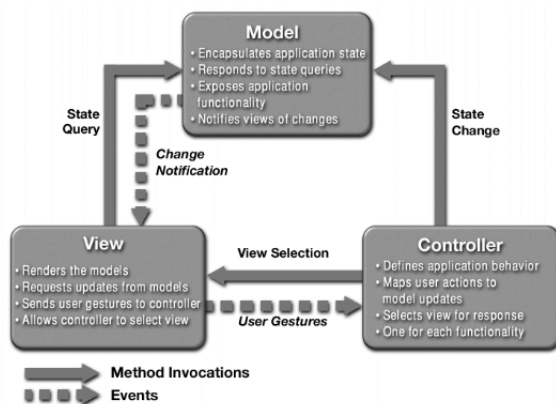 Model
• Encapsulates application state
• Responds to state queries
• Exposes application
functionality
• Notifies views of changes
State
Query
State
Change
Change
Notification
View
• Renders the models
• Requests updates from models
• Sends user gestures to controller
• Allows controller to select view
View Selection
User Gestures
Controller
• Defines application behavior
• Maps user actions to
model updates
• Selects view for response
• One for each functionality
Method Invocations
Events